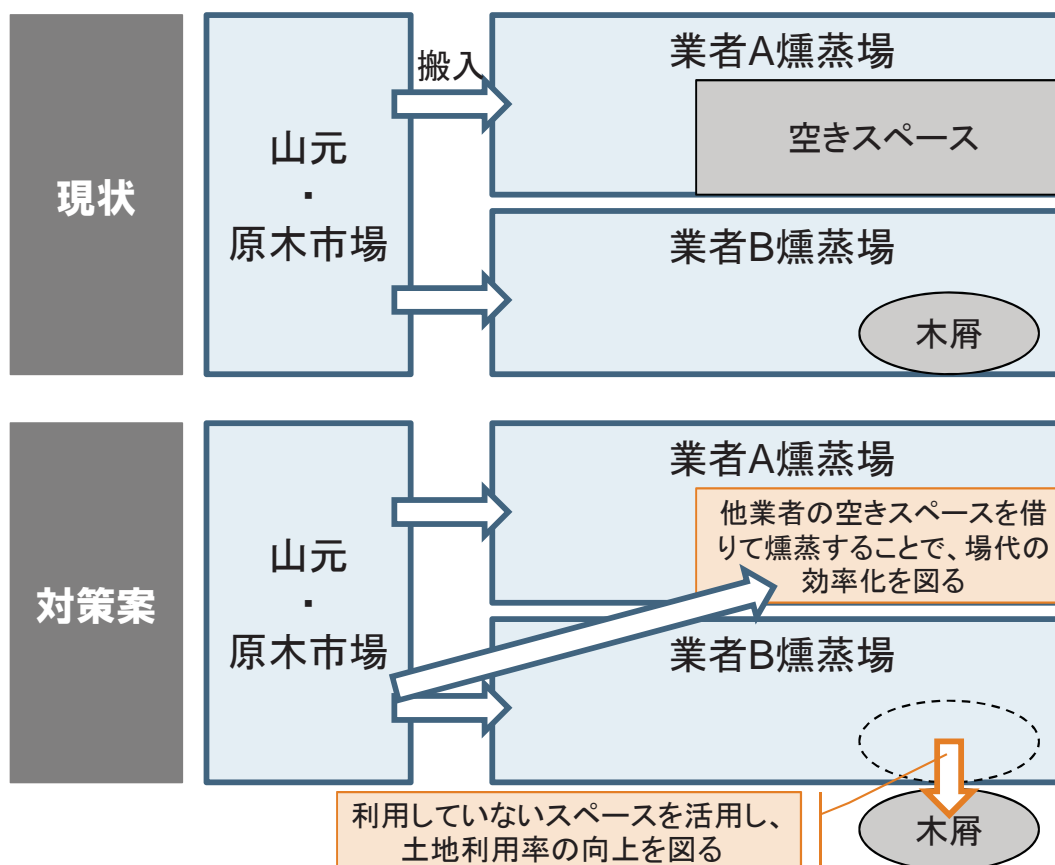 現状
山元
・
原木市場
搬入
業者A燻蒸場
空きスペース
業者B燻蒸場
木屑
対策案
山元
・
原木市場
業者A燻蒸場
他業者の空きスペースを借
りて燻蒸することで、場代の
効率化を図る
業者B燻蒸場
利用していないスペースを活用し、
土地利用率の向上を図る
木屑